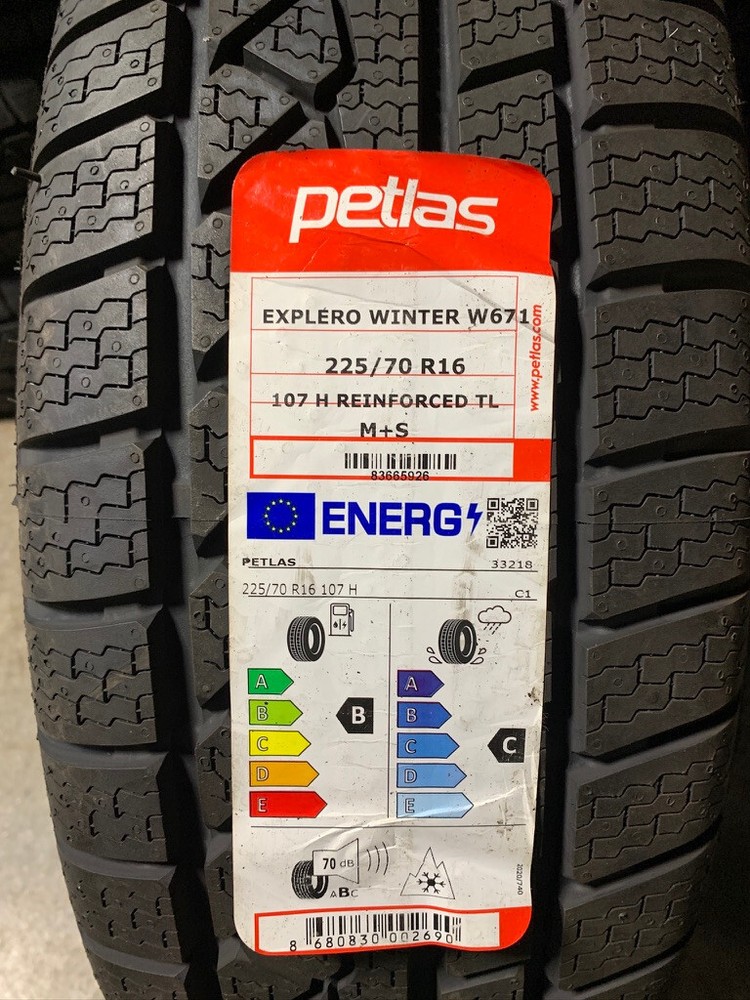 petlas
EXPLERO WINTER W671
225/70 R16
107 H REINFORCED TL
M+S
www.petlas.com
83665926
ENERG
PETLAS 33218
225/70 R16 107 H C1
A A
B B B
C C C
D D
E E
70 dB
ABC
2020/740
8 680830 002690